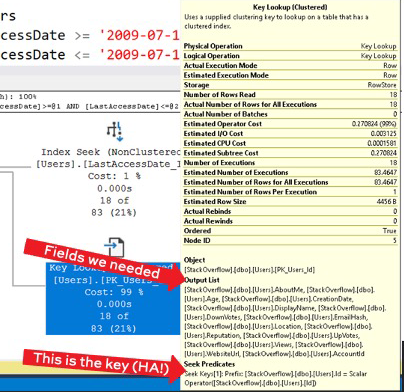 rs
cessDate >= '2009-07-1
cessDate <= '2009-07-1
h): 100%
cessDate]>=@1 AND [LastAccessDate]<=@2
Index Seek (NonClustere
[Users].[LastAccessDate_I
Cost: 1 %
0.000s
18 of
83 (21%)
Key Lookup
[Users].[PK_Users
Cost: 99 %
0.000s
18 of
83 (21%)
Fields we needed
This is the key (HA!)
Key Lookup (Clustered)
Uses a supplied clustering key to lookup on a table that has a
clustered index.
Physical Operation Key Lookup
Logical Operation Key Lookup
Actual Execution Mode Row
Estimated Execution Mode Row
Storage RowStore
Number of Rows Read 18
Actual Number of Rows for All Executions 18
Actual Number of Batches 0
Estimated Operator Cost 0.270824 (99%)
Estimated I/O Cost 0.003125
Estimated CPU Cost 0.0001581
Estimated Subtree Cost 0.270824
Number of Executions 18
Estimated Number of Executions 83.4647
Estimated Number of Rows for All Executions 83.4647
Estimated Number of Rows Per Execution 1
Estimated Row Size 4456 B
Actual Rebinds 0
Actual Rewinds 0
Ordered True
Node ID 5
Object
[StackOverflow].[dbo].[Users].[PK_Users_Id]
Output List
[StackOverflow].[dbo].[Users].AboutMe, [StackOverflow].
[dbo].[Users].Age, [StackOverflow].[dbo].[Users].CreationDate,
[StackOverflow].[dbo].[Users].DisplayName, [StackOverflow].
[dbo].[Users].DownVotes, [StackOverflow].[dbo].[Users].EmailHash,
[StackOverflow].[dbo].[Users].Location, [StackOverflow].[dbo].
[Users].Reputation, [StackOverflow].[dbo].[Users].UpVotes,
[StackOverflow].[dbo].[Users].Views, [StackOverflow].[dbo].
[Users].WebsiteUrl, [StackOverflow].[dbo].[Users].AccountId
Seek Predicates
Seek Keys[1]: Prefix: [StackOverflow].[dbo].[Users].Id = Scalar
Operator([StackOverflow].[dbo].[Users].[Id])